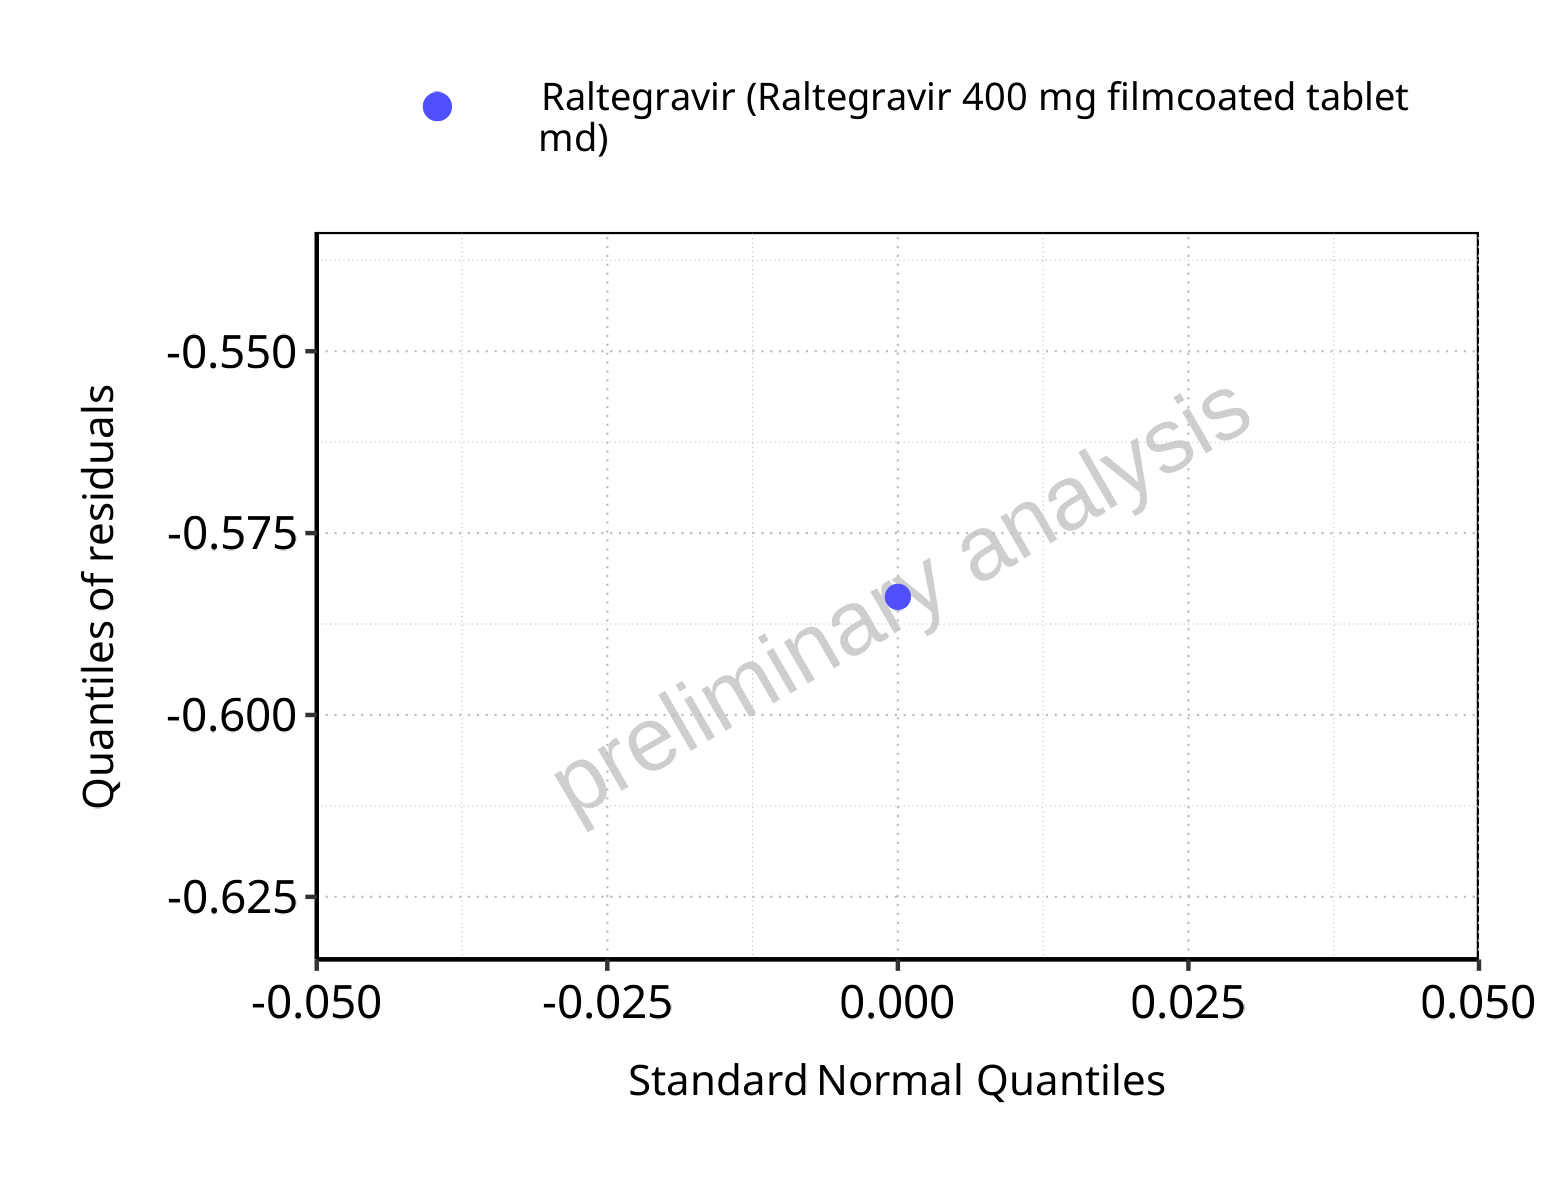 Raltegravir (Raltegravir 400 mg filmcoated tablet
md)
-0.550
-0.575
-0.600
-0.625
Quantiles of residuals
preliminary analysis
-0.050 -0.025 0.000 0.025 0.050
Standard Normal Quantiles